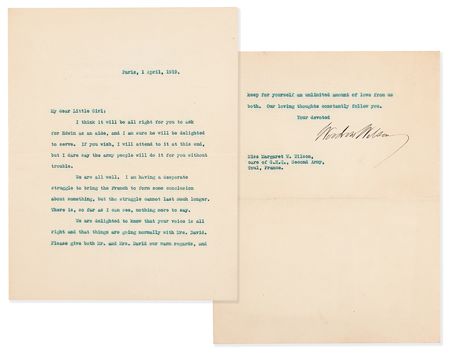 Paris, 1 April, 1919.
My dear Little Girl:
I think it will be all right for you to ask
for Edwin as an aide, and I am sure he will be delighted
to serve. If you wish, I will attend to it at this end,
but I dare say the army people will do it for you without
trouble.
We are all well. I am having a desperate
struggle to bring the French to form some conclusion
about something, but the struggle cannot last much longer.
There is, so far as I can see, nothing more to say.
We are delighted to know that your voice is all
right and that things are going normally with Mrs. David.
Please give both Mr. and Mrs. David our warm regards, and
keep for yourself an unlimited amount of love from us
both. Our loving thoughts constantly follow you.
Your devoted
Woodrow Wilson
Miss Margaret W. Wilson,
care of G.H.Q., Second Army,
Toul, France.